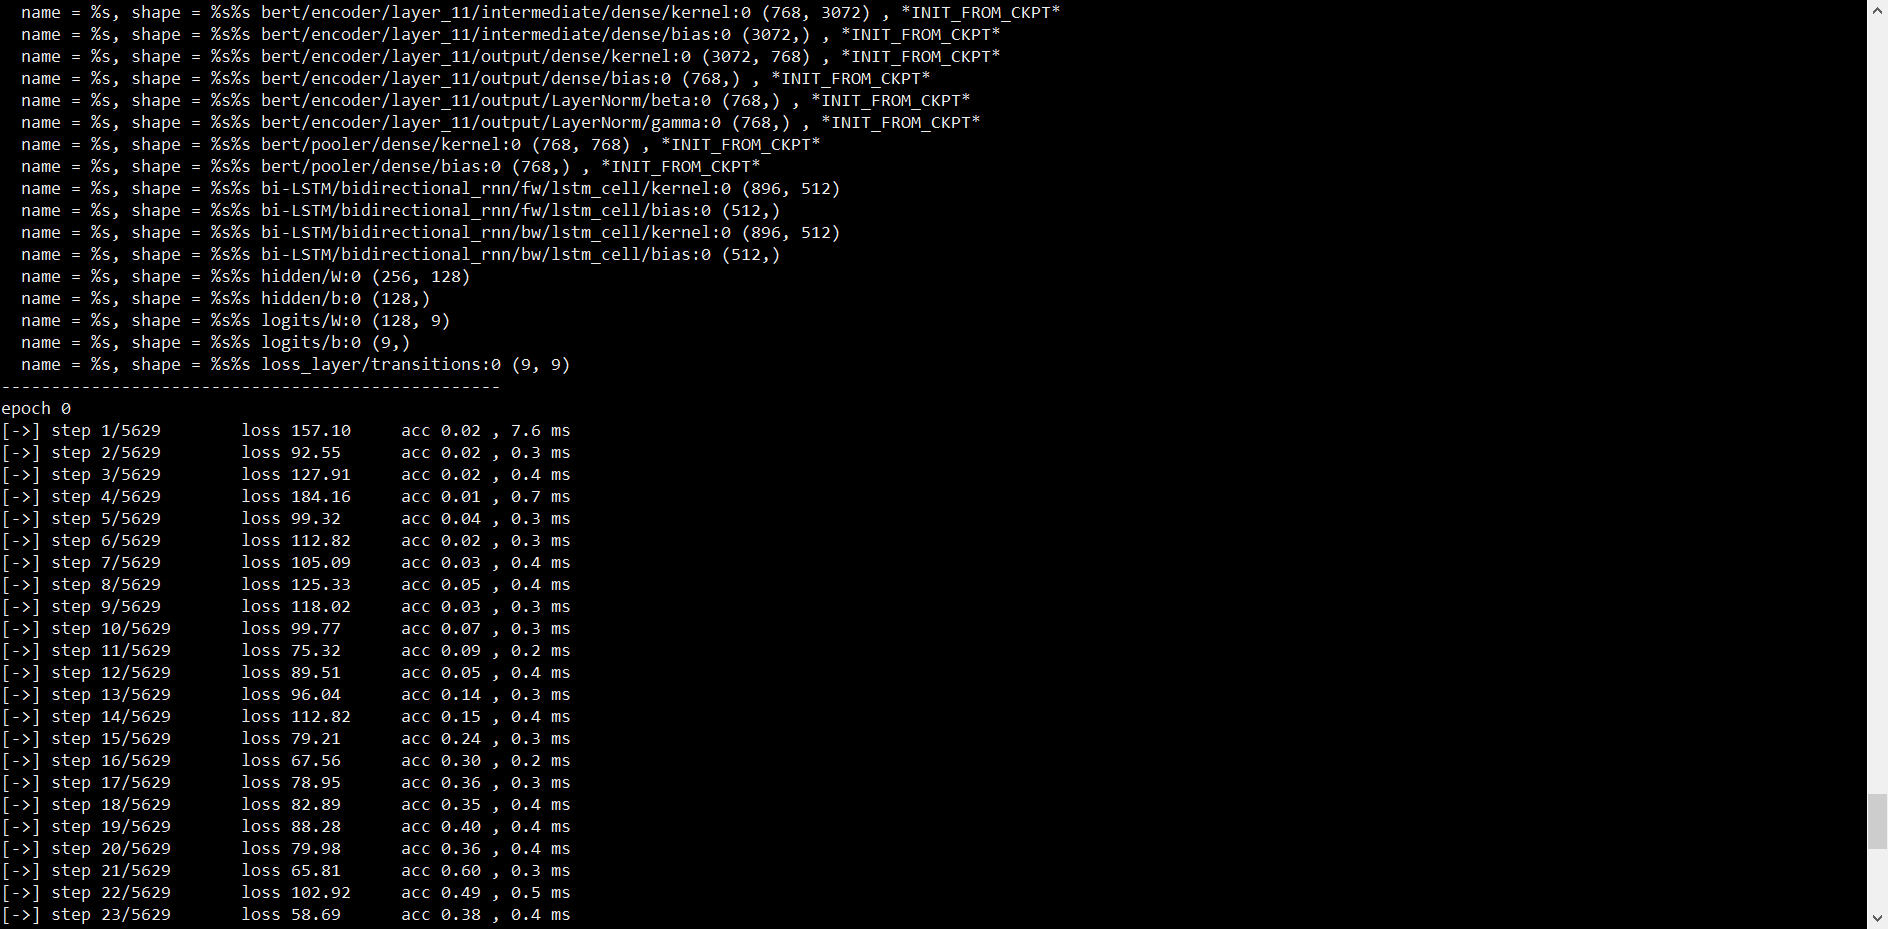 name = %s, shape = %s%s bert/encoder/layer_11/intermediate/dense/kernel:0 (768, 3072) , *INIT_FROM_CKPT*
name = %s, shape = %s%s bert/encoder/layer_11/intermediate/dense/bias:0 (3072,) , *INIT_FROM_CKPT*
name = %s, shape = %s%s bert/encoder/layer_11/output/dense/kernel:0 (3072, 768) , *INIT_FROM_CKPT*
name = %s, shape = %s%s bert/encoder/layer_11/output/dense/bias:0 (768,) , *INIT_FROM_CKPT*
name = %s, shape = %s%s bert/encoder/layer_11/output/LayerNorm/beta:0 (768,) , *INIT_FROM_CKPT*
name = %s, shape = %s%s bert/encoder/layer_11/output/LayerNorm/gamma:0 (768,) , *INIT_FROM_CKPT*
name = %s, shape = %s%s bert/pooler/dense/kernel:0 (768, 768) , *INIT_FROM_CKPT*
name = %s, shape = %s%s bert/pooler/dense/bias:0 (768,) , *INIT_FROM_CKPT*
name = %s, shape = %s%s bi-LSTM/bidirectional_rnn/fw/lstm_cell/kernel:0 (896, 512)
name = %s, shape = %s%s bi-LSTM/bidirectional_rnn/fw/lstm_cell/bias:0 (512,)
name = %s, shape = %s%s bi-LSTM/bidirectional_rnn/bw/lstm_cell/kernel:0 (896, 512)
name = %s, shape = %s%s bi-LSTM/bidirectional_rnn/bw/lstm_cell/bias:0 (512,)
name = %s, shape = %s%s hidden/W:0 (256, 128)
name = %s, shape = %s%s hidden/b:0 (128,)
name = %s, shape = %s%s logits/W:0 (128, 9)
name = %s, shape = %s%s logits/b:0 (9,)
name = %s, shape = %s%s loss_layer/transitions:0 (9, 9)
--------------------------------------------------
epoch 0
[->] step 1/5629 loss 157.10 acc 0.02 , 7.6 ms
[->] step 2/5629 loss 92.55 acc 0.02 , 0.3 ms
[->] step 3/5629 loss 127.91 acc 0.02 , 0.4 ms
[->] step 4/5629 loss 184.16 acc 0.01 , 0.7 ms
[->] step 5/5629 loss 99.32 acc 0.04 , 0.3 ms
[->] step 6/5629 loss 112.82 acc 0.02 , 0.3 ms
[->] step 7/5629 loss 105.09 acc 0.03 , 0.4 ms
[->] step 8/5629 loss 125.33 acc 0.05 , 0.4 ms
[->] step 9/5629 loss 118.02 acc 0.03 , 0.3 ms
[->] step 10/5629 loss 99.77 acc 0.07 , 0.3 ms
[->] step 11/5629 loss 75.32 acc 0.09 , 0.2 ms
[->] step 12/5629 loss 89.51 acc 0.05 , 0.4 ms
[->] step 13/5629 loss 96.04 acc 0.14 , 0.3 ms
[->] step 14/5629 loss 112.82 acc 0.15 , 0.4 ms
[->] step 15/5629 loss 79.21 acc 0.24 , 0.3 ms
[->] step 16/5629 loss 67.56 acc 0.30 , 0.2 ms
[->] step 17/5629 loss 78.95 acc 0.36 , 0.3 ms
[->] step 18/5629 loss 82.89 acc 0.35 , 0.4 ms
[->] step 19/5629 loss 88.28 acc 0.40 , 0.4 ms
[->] step 20/5629 loss 79.98 acc 0.36 , 0.4 ms
[->] step 21/5629 loss 65.81 acc 0.60 , 0.3 ms
[->] step 22/5629 loss 102.92 acc 0.49 , 0.5 ms
[->] step 23/5629 loss 58.69 acc 0.38 , 0.4 ms